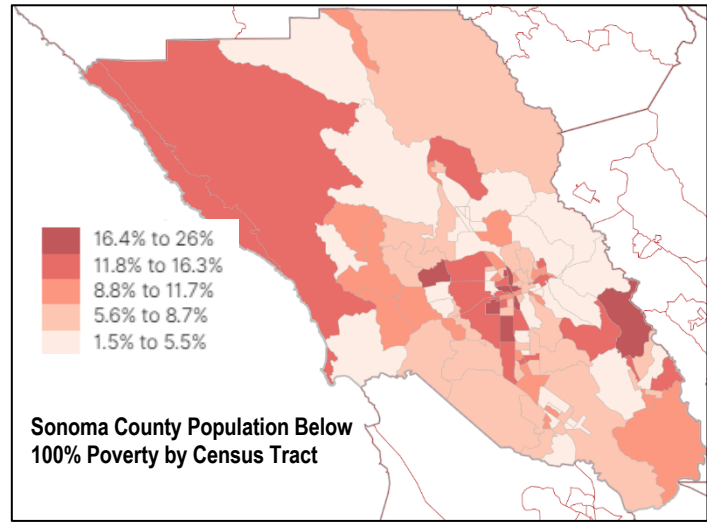 16.4% to 26%
11.8% to 16.3%
8.8% to 11.7%
5.6% to 8.7%
1.5% to 5.5%
Sonoma County Population Below
100% Poverty by Census Tract